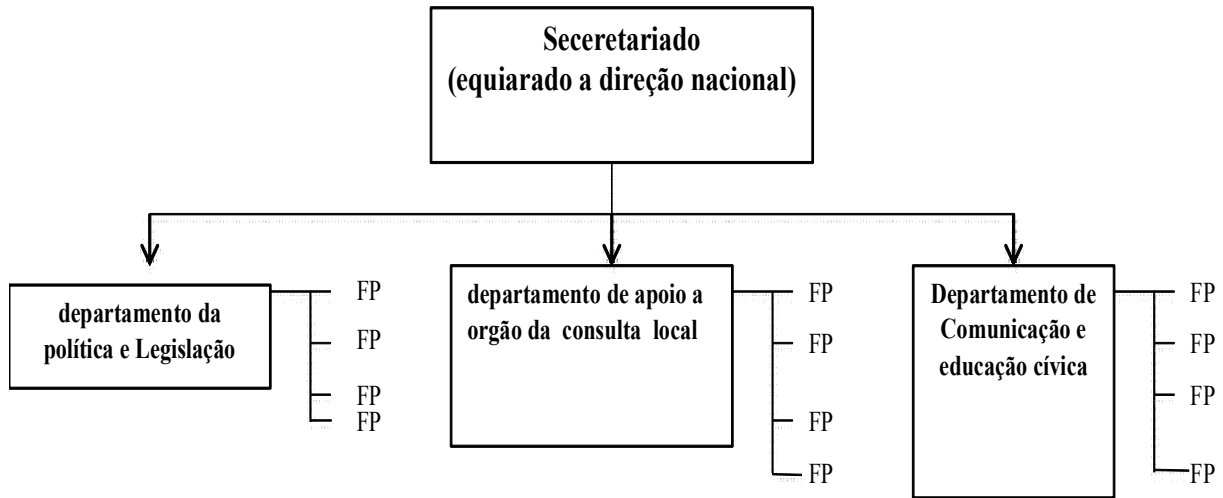 Seceretariado
(equiarado a direção nacional)
departamento da
política e Legislação
FP
FP
FP
FP
departamento de apoio a
orgão da consulta local
FP
FP
FP
FP
Departamento de
Comunicação e
educação cívica
FP
FP
FP
FP